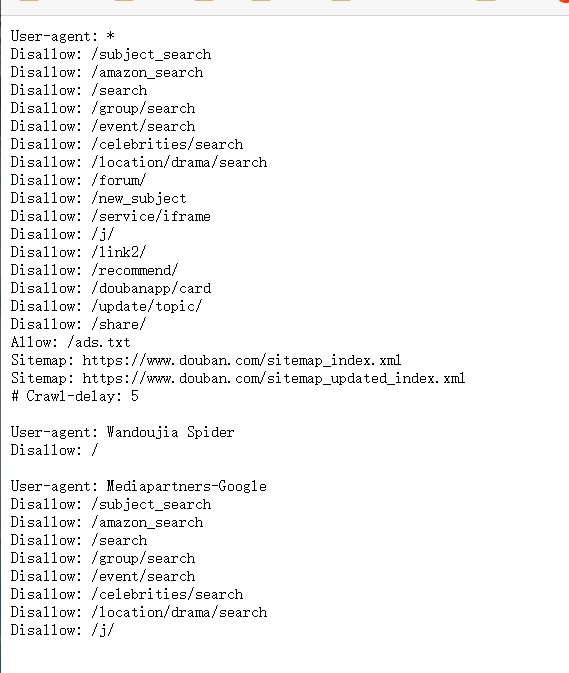 User-agent: *
Disallow: /subject_search
Disallow: /amazon_search
Disallow: /search
Disallow: /group/search
Disallow: /event/search
Disallow: /celebrities/search
Disallow: /location/drama/search
Disallow: /forum/
Disallow: /new_subject
Disallow: /service/iframe
Disallow: /j/
Disallow: /link2/
Disallow: /recommend/
Disallow: /doubanapp/card
Disallow: /update/topic/
Disallow: /share/
Allow: /ads.txt
Sitemap: https://www.douban.com/sitemap_index.xml
Sitemap: https://www.douban.com/sitemap_updated_index.xml
# Crawl-delay: 5

User-agent: Wandoujia Spider
Disallow: /

User-agent: Mediapartners-Google
Disallow: /subject_search
Disallow: /amazon_search
Disallow: /search
Disallow: /group/search
Disallow: /event/search
Disallow: /celebrities/search
Disallow: /location/drama/search
Disallow: /j/